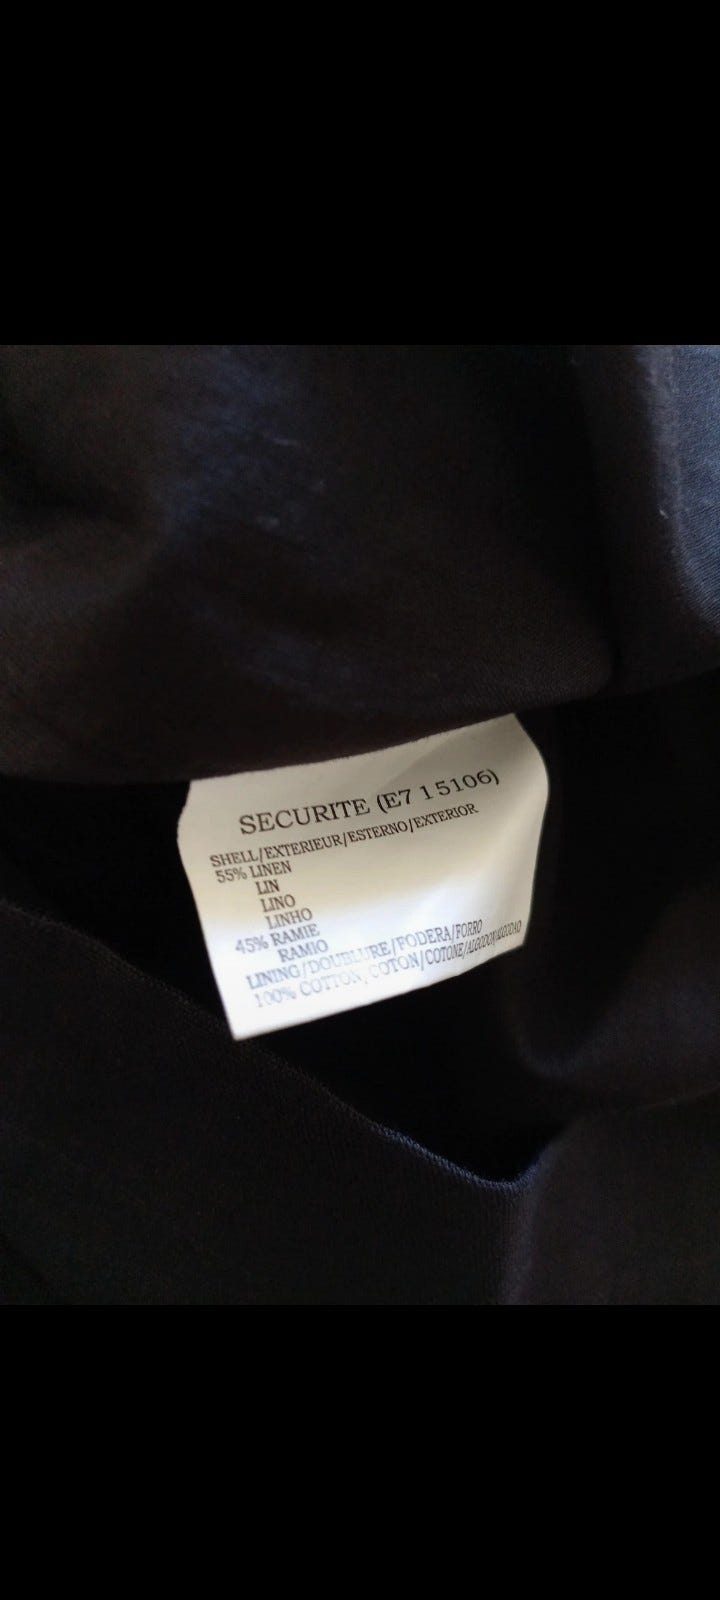 SECURITE (E7 15106)
SHELL/EXTERIEUR/ESTERNO/EXTERIOR
55% LINEN
LIN
LINO
LINHO
45% RAMIE
RAMIO
LINING/DOUBLURE/FODERA/FORRO
100% COTTON, COTON/COTONE/ALGODON/ALGODAO